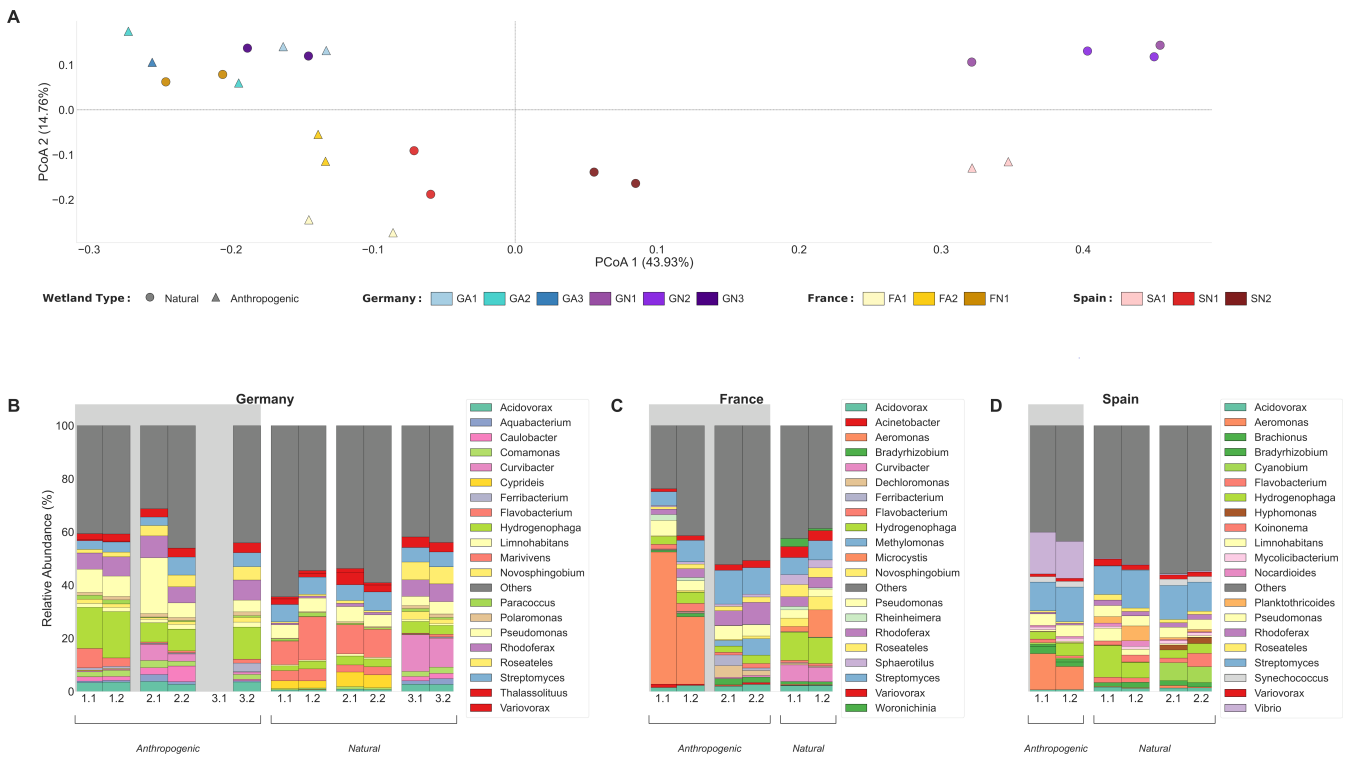 A
0.1
0.0
−0.1
−0.2
PCoA 2 (14.76%)
−0.3 −0.2 −0.1 0.0 0.1 0.2 0.3 0.4
PCoA 1 (43.93%)
Wetland Type: Natural Anthropogenic Germany: GA1 GA2 GA3 GN1 GN2 GN3 France: FA1 FA2 FN1 Spain: SA1 SN1 SN2
B
Germany
100
80
60
40
20
0
Relative Abundance (%)
1.1 1.2 2.1 2.2 3.1 3.2 1.1 1.2 2.1 2.2 3.1 3.2
Anthropogenic Natural
Acidovorax
Aquabacterium
Caulobacter
Comamonas
Curvibacter
Cyprideis
Ferribacterium
Flavobacterium
Hydrogenophaga
Limnohabitans
Marivivens
Novosphingobium
Others
Paracoccus
Polaromonas
Pseudomonas
Rhodoferax
Roseateles
Streptomyces
Thalassolituus
Variovorax
C
France
1.1 1.2 2.1 2.2 1.1 1.2
Anthropogenic Natural
Acidovorax
Acinetobacter
Aeromonas
Bradyrhizobium
Curvibacter
Dechloromonas
Ferribacterium
Flavobacterium
Hydrogenophaga
Methylomonas
Microcystis
Novosphingobium
Others
Pseudomonas
Rheinheimera
Rhodoferax
Roseateles
Sphaerotilus
Streptomyces
Variovorax
Woronichinia
D
Spain
1.1 1.2 1.1 1.2 2.1 2.2
Anthropogenic Natural
Acidovorax
Aeromonas
Brachionus
Bradyrhizobium
Cyanobium
Flavobacterium
Hydrogenophaga
Hyphomonas
Koinonema
Limnohabitans
Mycolicibacterium
Nocardioides
Others
Planktothricoides
Pseudomonas
Rhodoferax
Roseateles
Streptomyces
Synechococcus
Variovorax
Vibrio